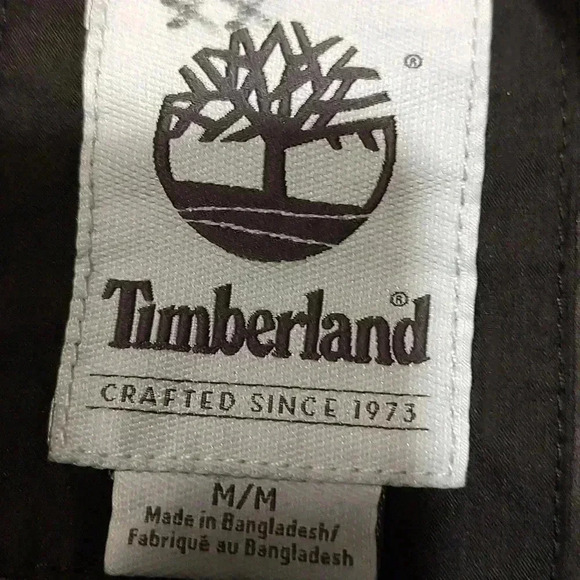 ®
Timberland®
CRAFTED SINCE 1973
M/M
Made in Bangladesh/
Fabriqué au Bangladesh